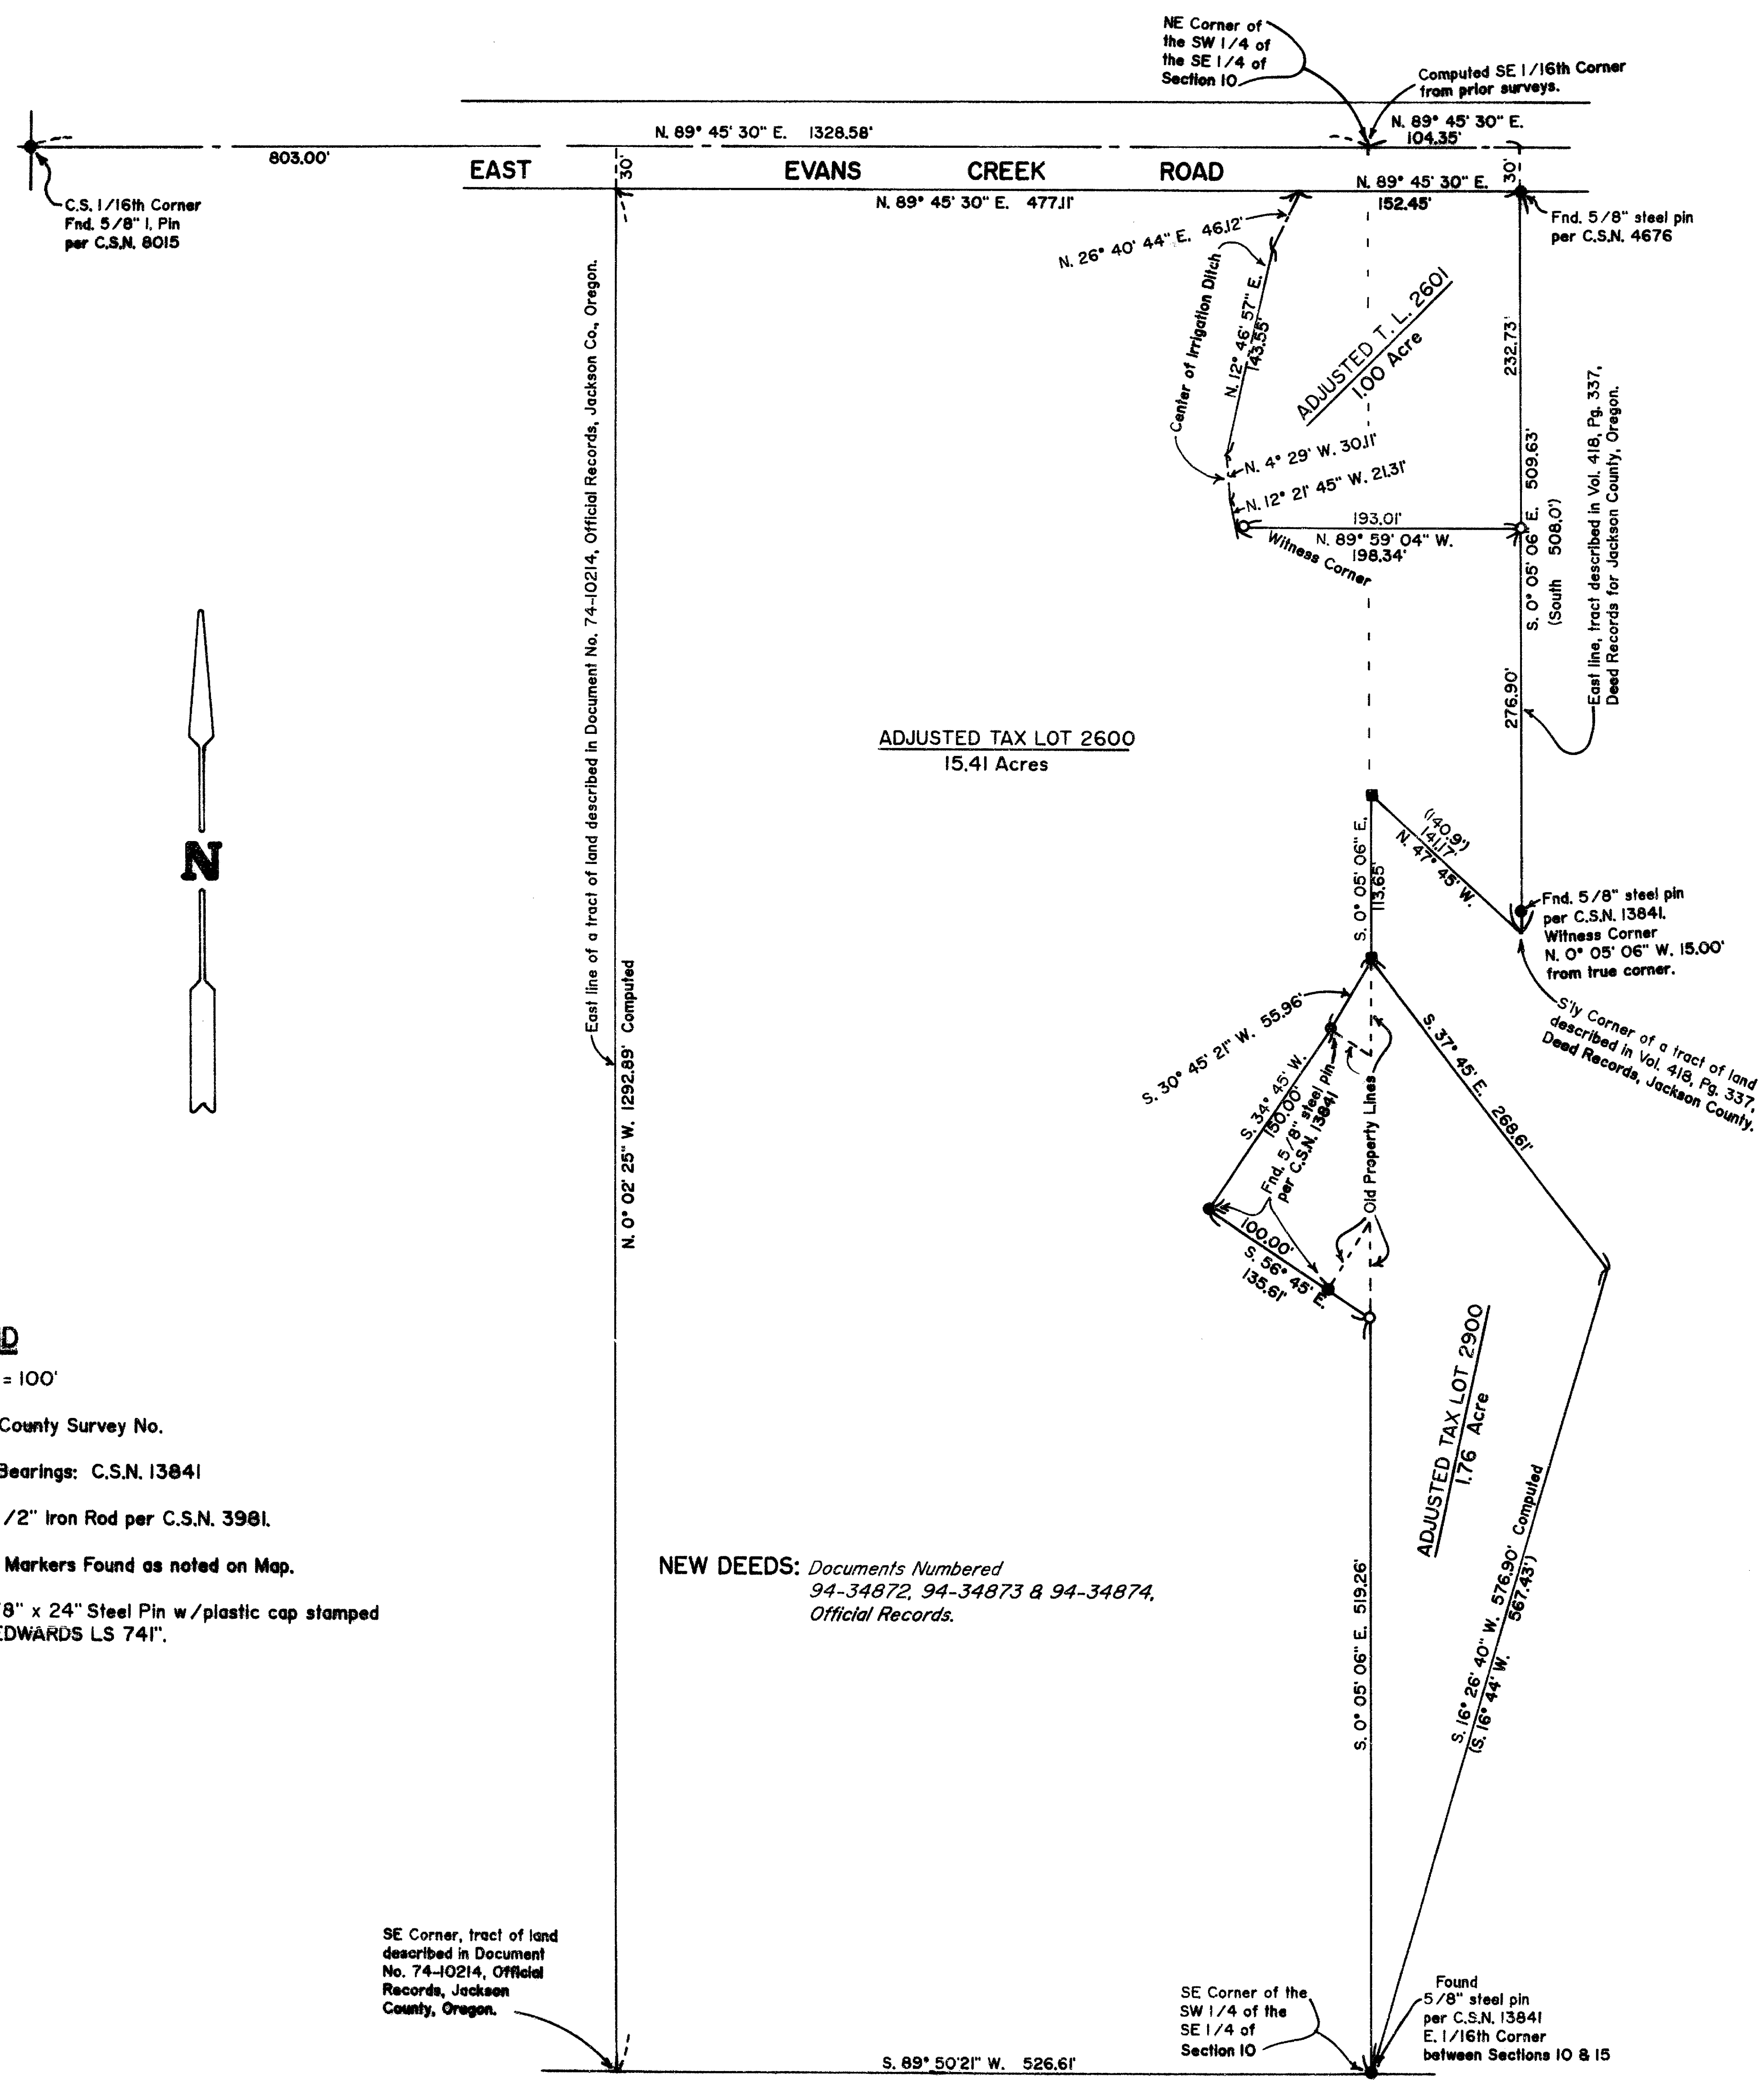 NE Corner of
the SW 1/4 of
the SE 1/4 of
Section 10
Computed SE 1/16th Corner
from prior surveys.
N. 89° 45' 30" E. 1328.58'
N. 89° 45' 30" E.
104.35'
803.00'
30'
EAST EVANS CREEK ROAD
30'
C.S. 1/16th Corner
Fnd. 5/8" I. Pin
per C.S.N. 8015
N. 89° 45' 30" E. 477.11'
N. 89° 45' 30" E.
152.45'
Fnd. 5/8" steel pin
per C.S.N. 4676
N. 26° 40' 44" E. 46.12'
Center of Irrigation Ditch
N. 12° 46' 57" E.
143.55'
ADJUSTED T. L. 2601
1.00 Acre
232.73'
N. 4° 29' W. 30.11'
N. 12° 21' 45" W. 21.31'
193.01'
N. 89° 59' 04" W.
198.34'
Witness Corner
S. 0° 05' 06" E. 509.63'
(South 508.0')
East line, tract described in Vol. 418, Pg. 337,
Deed Records for Jackson County, Oregon.
276.90'
East line of a tract of land described in Document No. 74-10214, Official Records, Jackson Co., Oregon.
N. 0° 02' 25" W. 1292.89' Computed
N
ADJUSTED TAX LOT 2600
15.41 Acres
S. 0° 05' 06" E.
113.65'
(140.9')
141.17'
N. 47° 45' W.
Fnd. 5/8" steel pin
per C.S.N. 13841.
Witness Corner
N. 0° 05' 06" W. 15.00'
from true corner.
S'ly Corner of a tract of land
described in Vol. 418, Pg. 337,
Deed Records, Jackson County.
S. 30° 45' 21" W. 55.96'
S. 34° 45' W.
150.00'
Fnd. 5/8" steel pin
per C.S.N. 13841
Old Property Lines
S. 37° 45' E. 268.61'
100.00'
S. 56° 45' E.
135.61'
ADJUSTED TAX LOT 2900
1.76 Acre
S. 0° 05' 06" E. 519.26'
S. 16° 26' 40" W. 576.90' Computed
(S. 16° 44' W. 567.43')
D
= 100'
County Survey No.
Bearings: C.S.N. 13841
/2" Iron Rod per C.S.N. 3981.
Markers Found as noted on Map.
/8" x 24" Steel Pin w/plastic cap stamped
EDWARDS LS 741".
NEW DEEDS: Documents Numbered
94-34872, 94-34873 & 94-34874,
Official Records.
SE Corner, tract of land
described in Document
No. 74-10214, Official
Records, Jackson
County, Oregon.
S. 89° 50' 21" W. 526.61'
SE Corner of the
SW 1/4 of the
SE 1/4 of
Section 10
Found
5/8" steel pin
per C.S.N. 13841
E. 1/16th Corner
between Sections 10 & 15